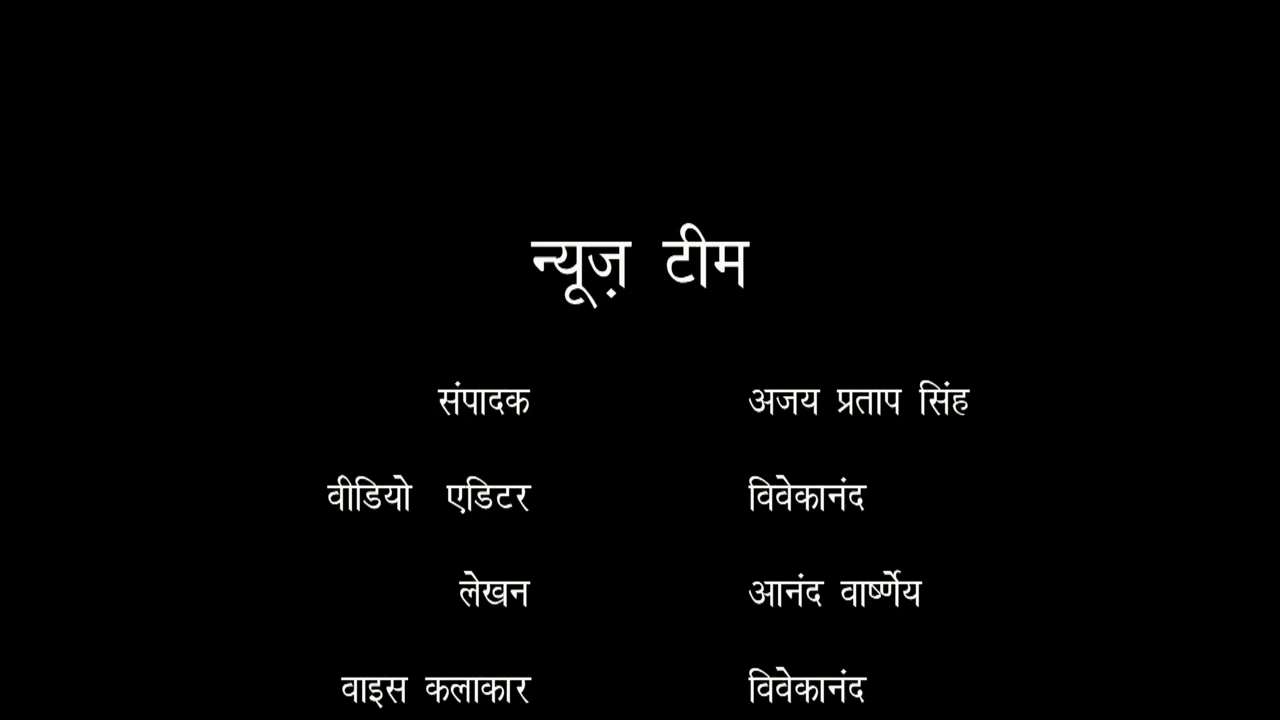 न्यूज़ टीम
संपादक अजय प्रताप सिंह
वीडियो एडिटर विवेकानंद
लेखन आनंद वार्ष्णेय
वाइस कलाकार विवेकानंद